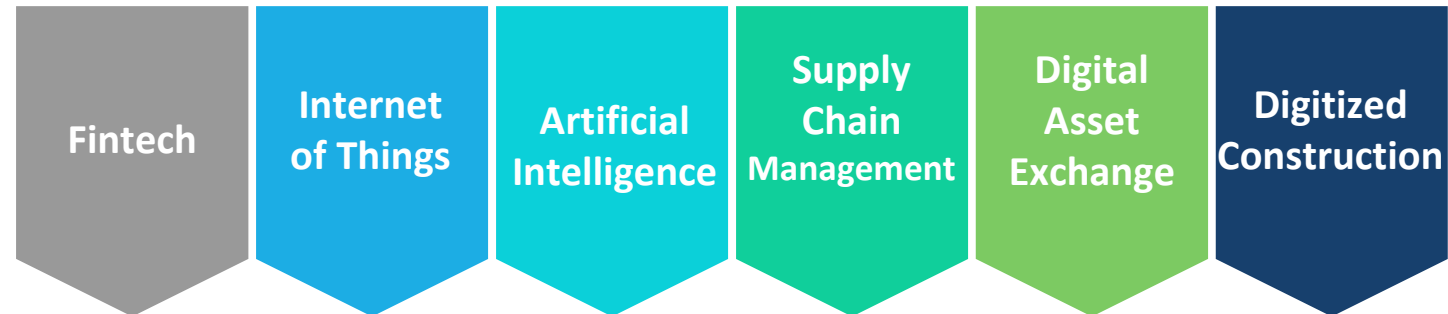 Fintech
Internet
of Things
Artificial
Intelligence
Supply
Chain
Management
Digital
Asset
Exchange
Digitized
Construction